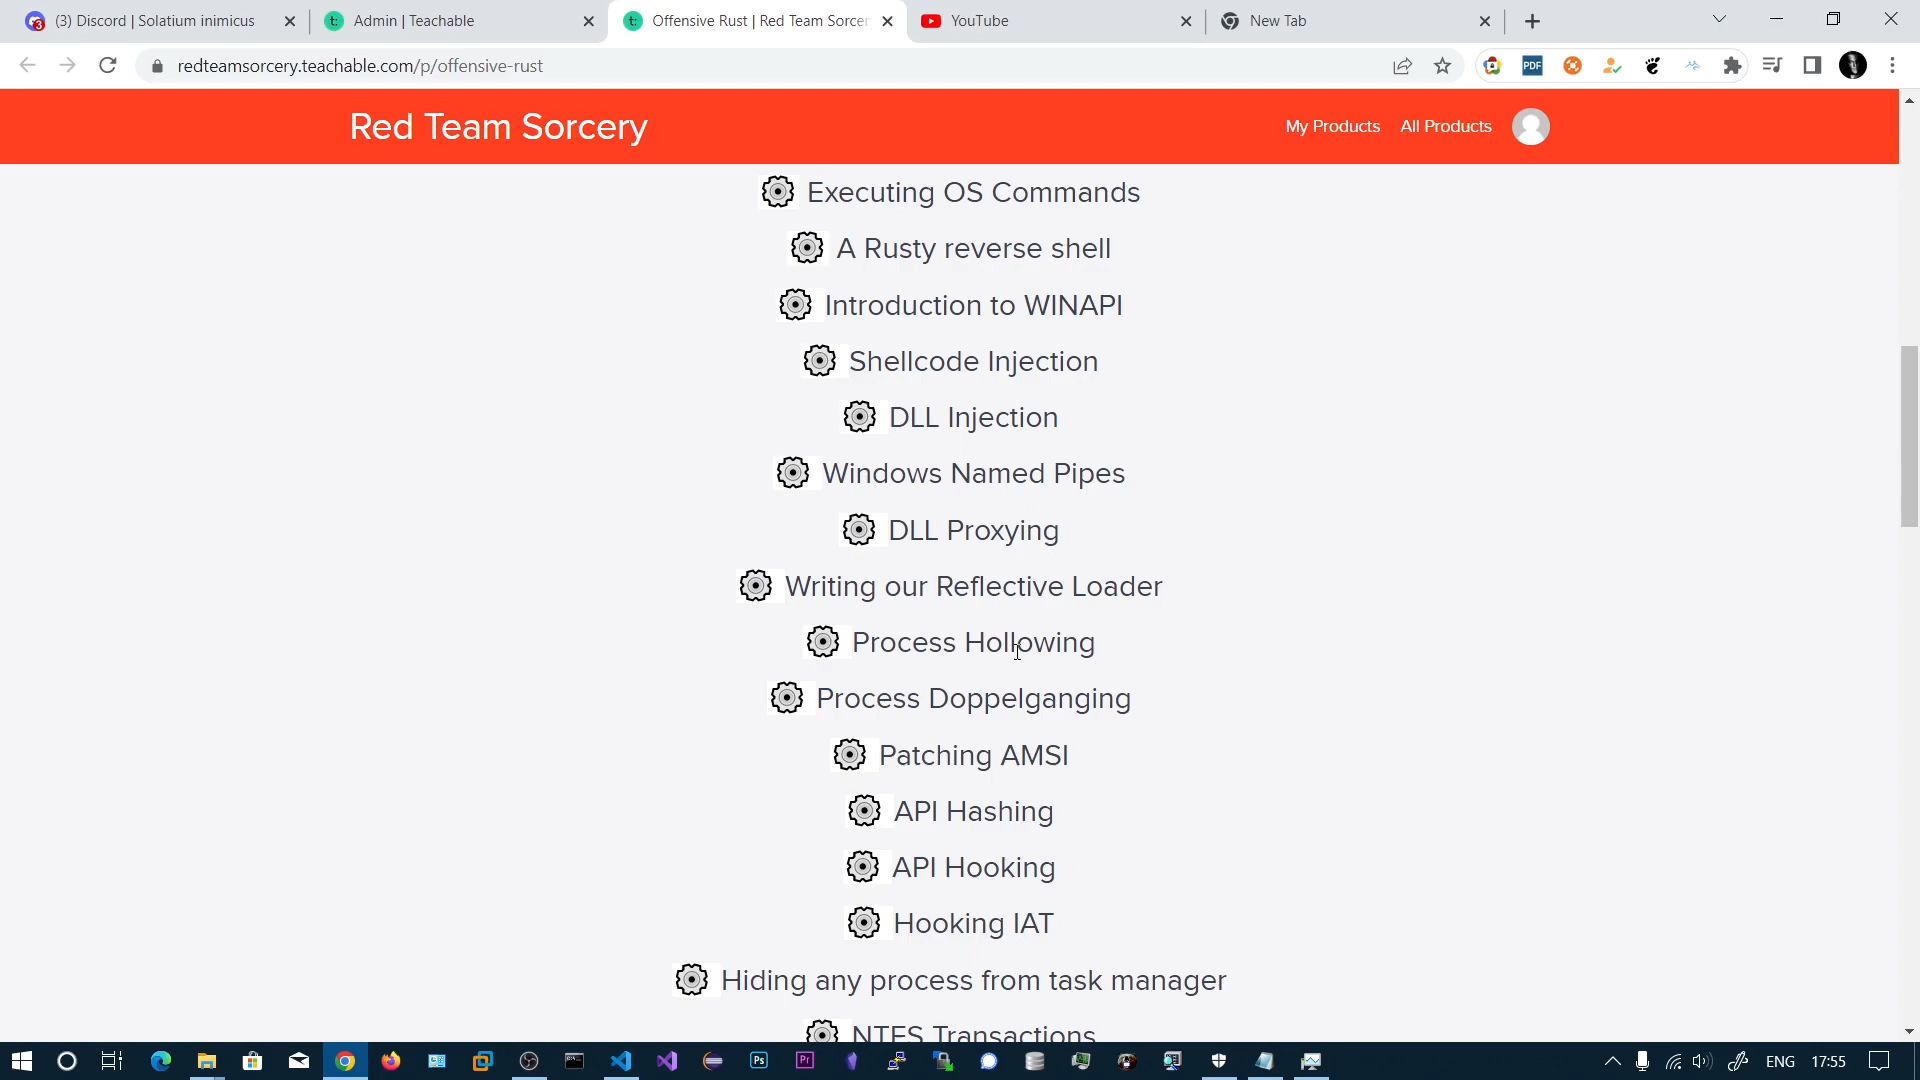 (3) Discord | Solatium inimicus
Admin | Teachable
Offensive Rust | Red Team Sorcer
YouTube
New Tab
redteamsorcery.teachable.com/p/offensive-rust
PDF
Red Team Sorcery
My Products
All Products
Executing OS Commands
A Rusty reverse shell
Introduction to WINAPI
Shellcode Injection
DLL Injection
Windows Named Pipes
DLL Proxying
Writing our Reflective Loader
Process Hollowing
Process Doppelganging
Patching AMSI
API Hashing
API Hooking
Hooking IAT
Hiding any process from task manager
NTFS Transactions
Ps
Pr
ENG
17:55